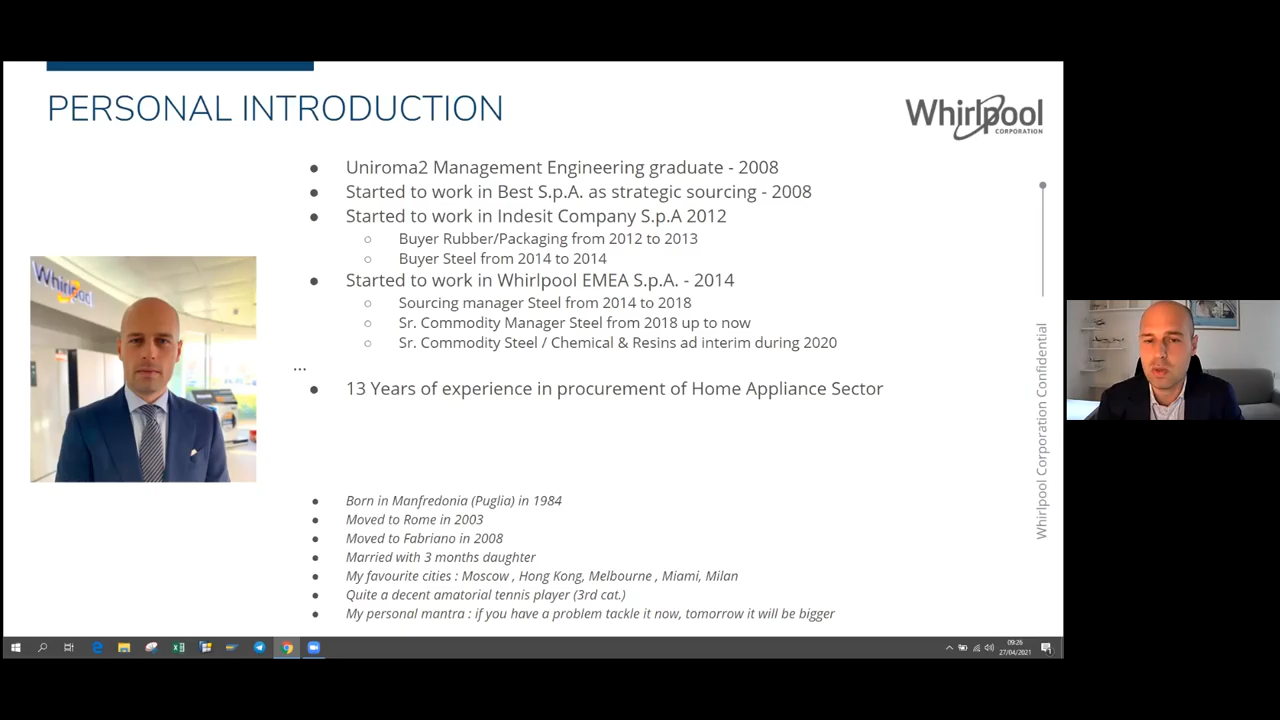 PERSONAL INTRODUCTION
Whirlpool
CORPORATION
● Uniroma2 Management Engineering graduate - 2008
● Started to work in Best S.p.A. as strategic sourcing - 2008
● Started to work in Indesit Company S.p.A 2012
○ Buyer Rubber/Packaging from 2012 to 2013
○ Buyer Steel from 2014 to 2014
● Started to work in Whirlpool EMEA S.p.A. - 2014
○ Sourcing manager Steel from 2014 to 2018
○ Sr. Commodity Manager Steel from 2018 up to now
○ Sr. Commodity Steel / Chemical & Resins ad interim during 2020
...
● 13 Years of experience in procurement of Home Appliance Sector
Whirlpool
● Born in Manfredonia (Puglia) in 1984
● Moved to Rome in 2003
● Moved to Fabriano in 2008
● Married with 3 months daughter
● My favourite cities : Moscow , Hong Kong, Melbourne , Miami, Milan
● Quite a decent amatorial tennis player (3rd cat.)
● My personal mantra : if you have a problem tackle it now, tomorrow it will be bigger
Whirlpool Corporation Confidential
09:26
27/04/2021